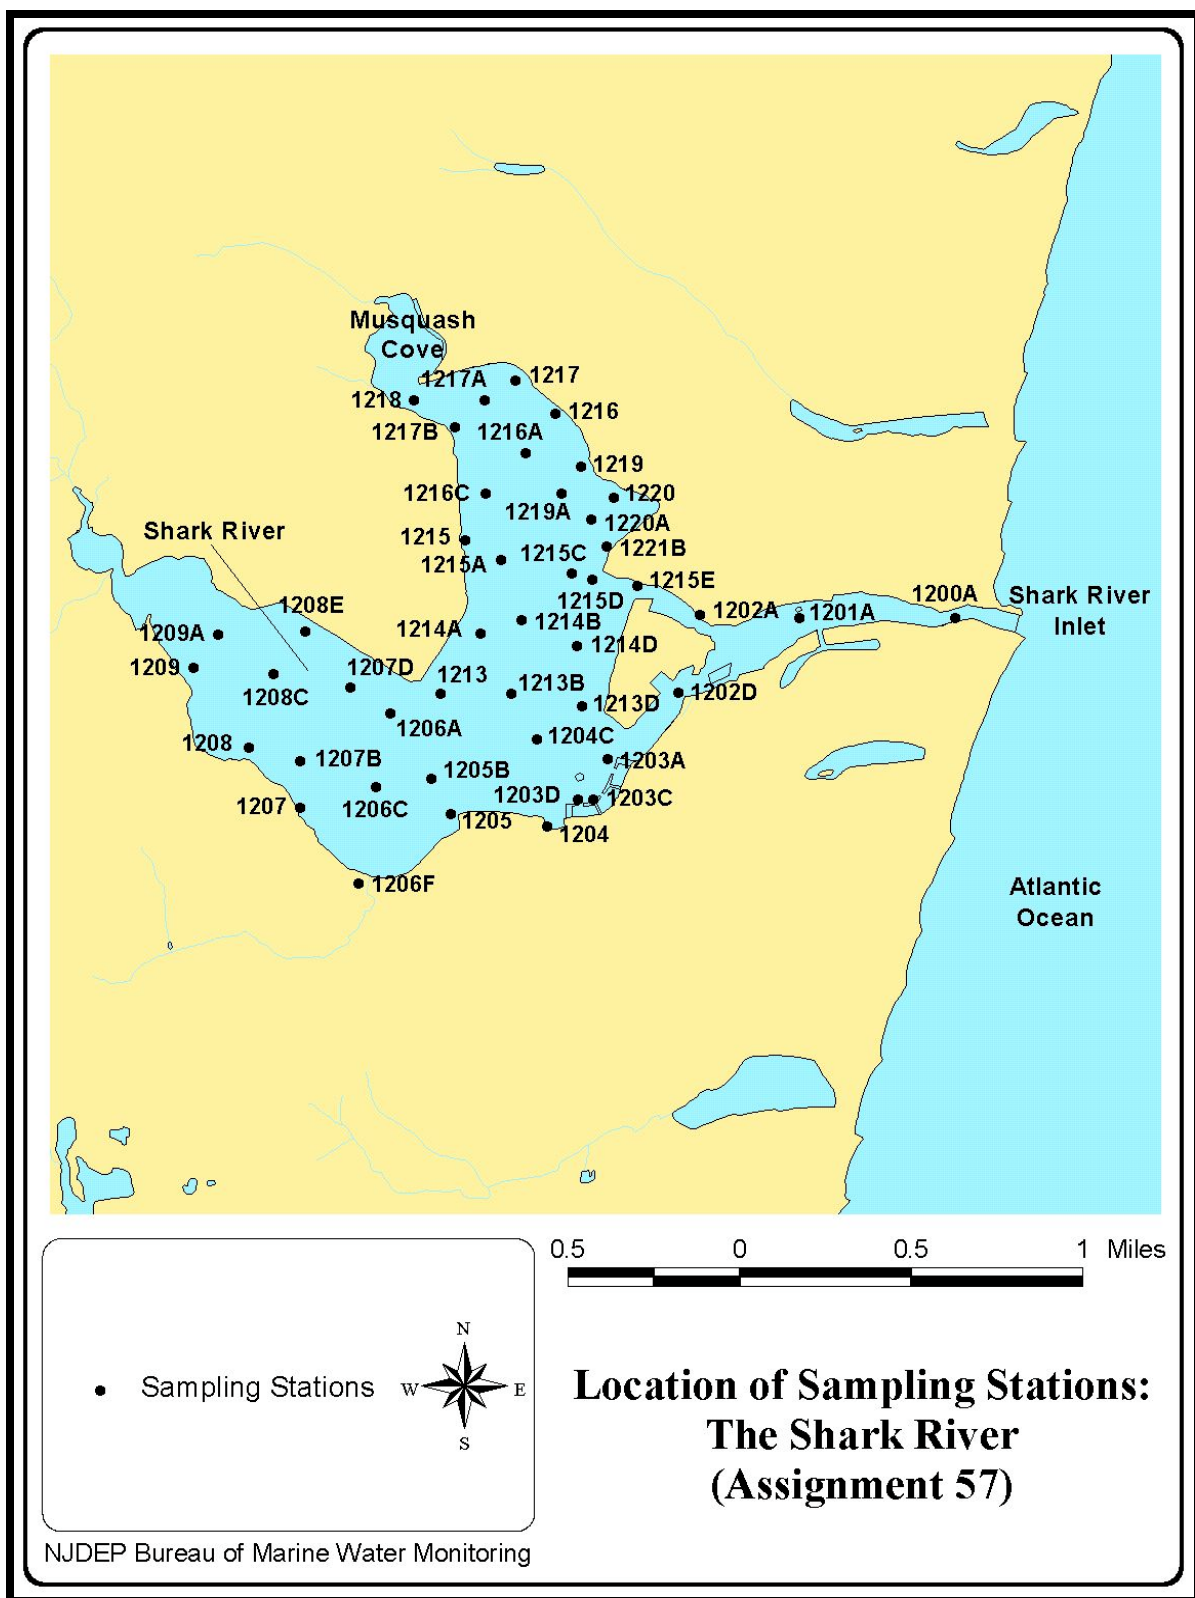 Musquash
Cove
1217A
1217
1218
1216
1217B
1216A
1219
1216C
1220
1219A
1220A
Shark River
1215
1221B
1215C
1215A
1215E
1215D
1200A
Shark River
Inlet
1202A
1201A
1208E
1209A
1214A
1214B
1214D
1209
1207D
1213
1213B
1202D
1208C
1213D
1206A
1208
1204C
1207B
1203A
1205B
1203D
1203C
1207
1206C
1205
1204
1206F
Atlantic
Ocean
0.5 0 0.5 1 Miles
N
W E
S
Sampling Stations
Location of Sampling Stations:
The Shark River
(Assignment 57)
NJDEP Bureau of Marine Water Monitoring